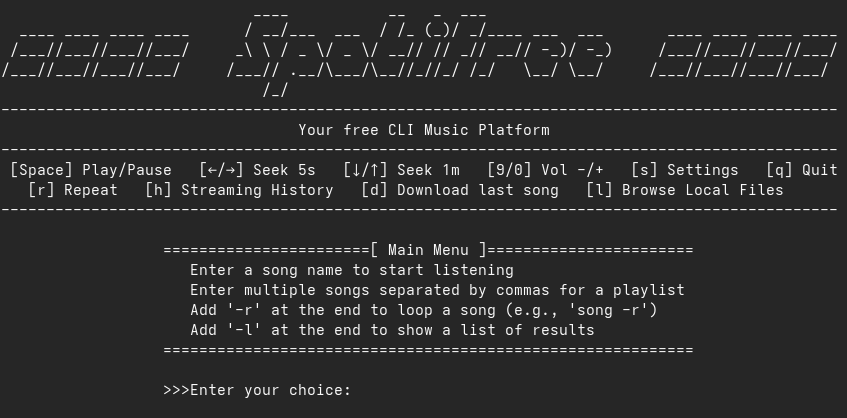 Spotifree
Your free CLI Music Platform
[Space] Play/Pause [←/→] Seek 5s [↓/↑] Seek 1m [9/0] Vol -/+ [s] Settings [q] Quit
[r] Repeat [h] Streaming History [d] Download last song [l] Browse Local Files
=======================[ Main Menu ]=======================
Enter a song name to start listening
Enter multiple songs separated by commas for a playlist
Add '-r' at the end to loop a song (e.g., 'song -r')
Add '-l' at the end to show a list of results
===========================================================
>>>Enter your choice: